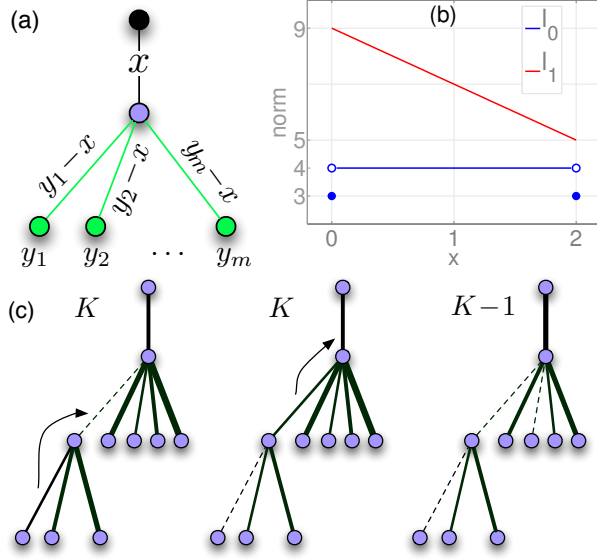 (a)
x
y₁ − x
y₂ − x
yₘ − x
y₁ y₂ ... yₘ
(b)
l₀
l₁
norm
9
5
4
3
0 1 2
x
(c)
K K K−1